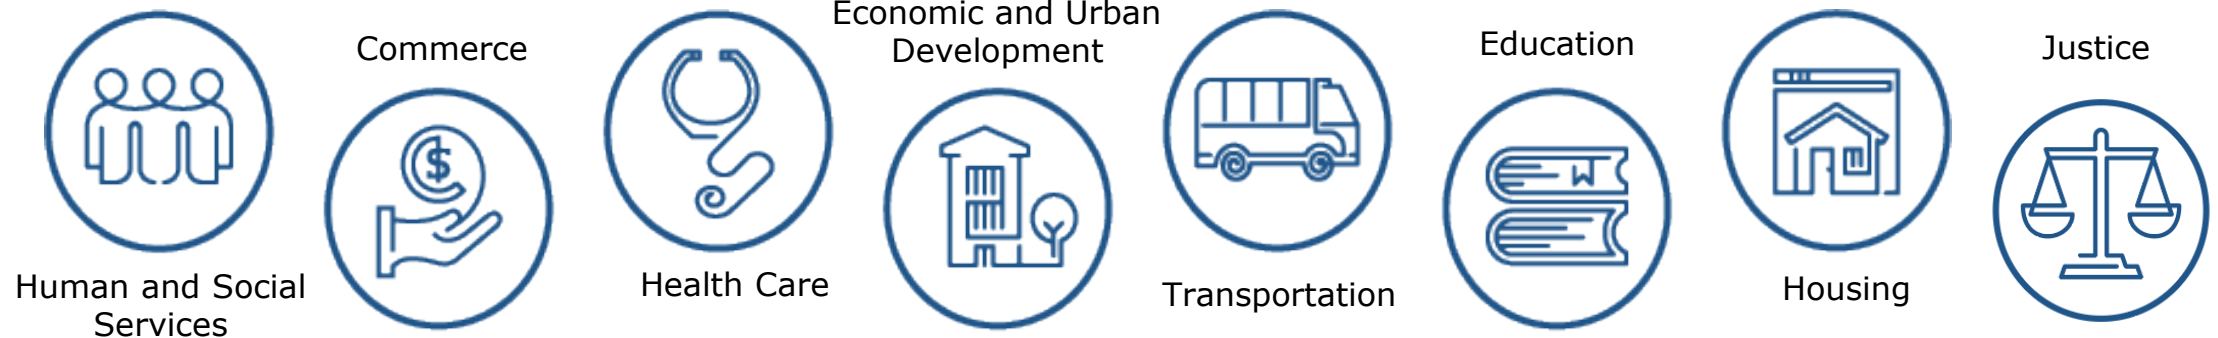 Human and Social
Services
Commerce
$
Health Care
Economic and Urban
Development
Transportation
Education
Housing
Justice